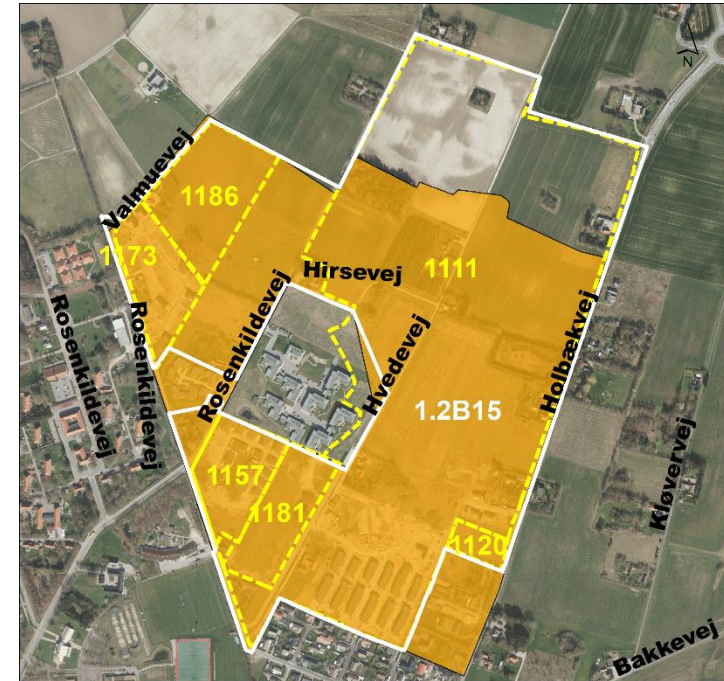 N
Valmuevej
1186
1173
Hirsevej
1111
Rosenkildevej
Rosenkildevej
Rosenkildevej
Hvedevej
Holbækvej
1.2B15
Kløvervej
1157
1181
1120
Bakkevej